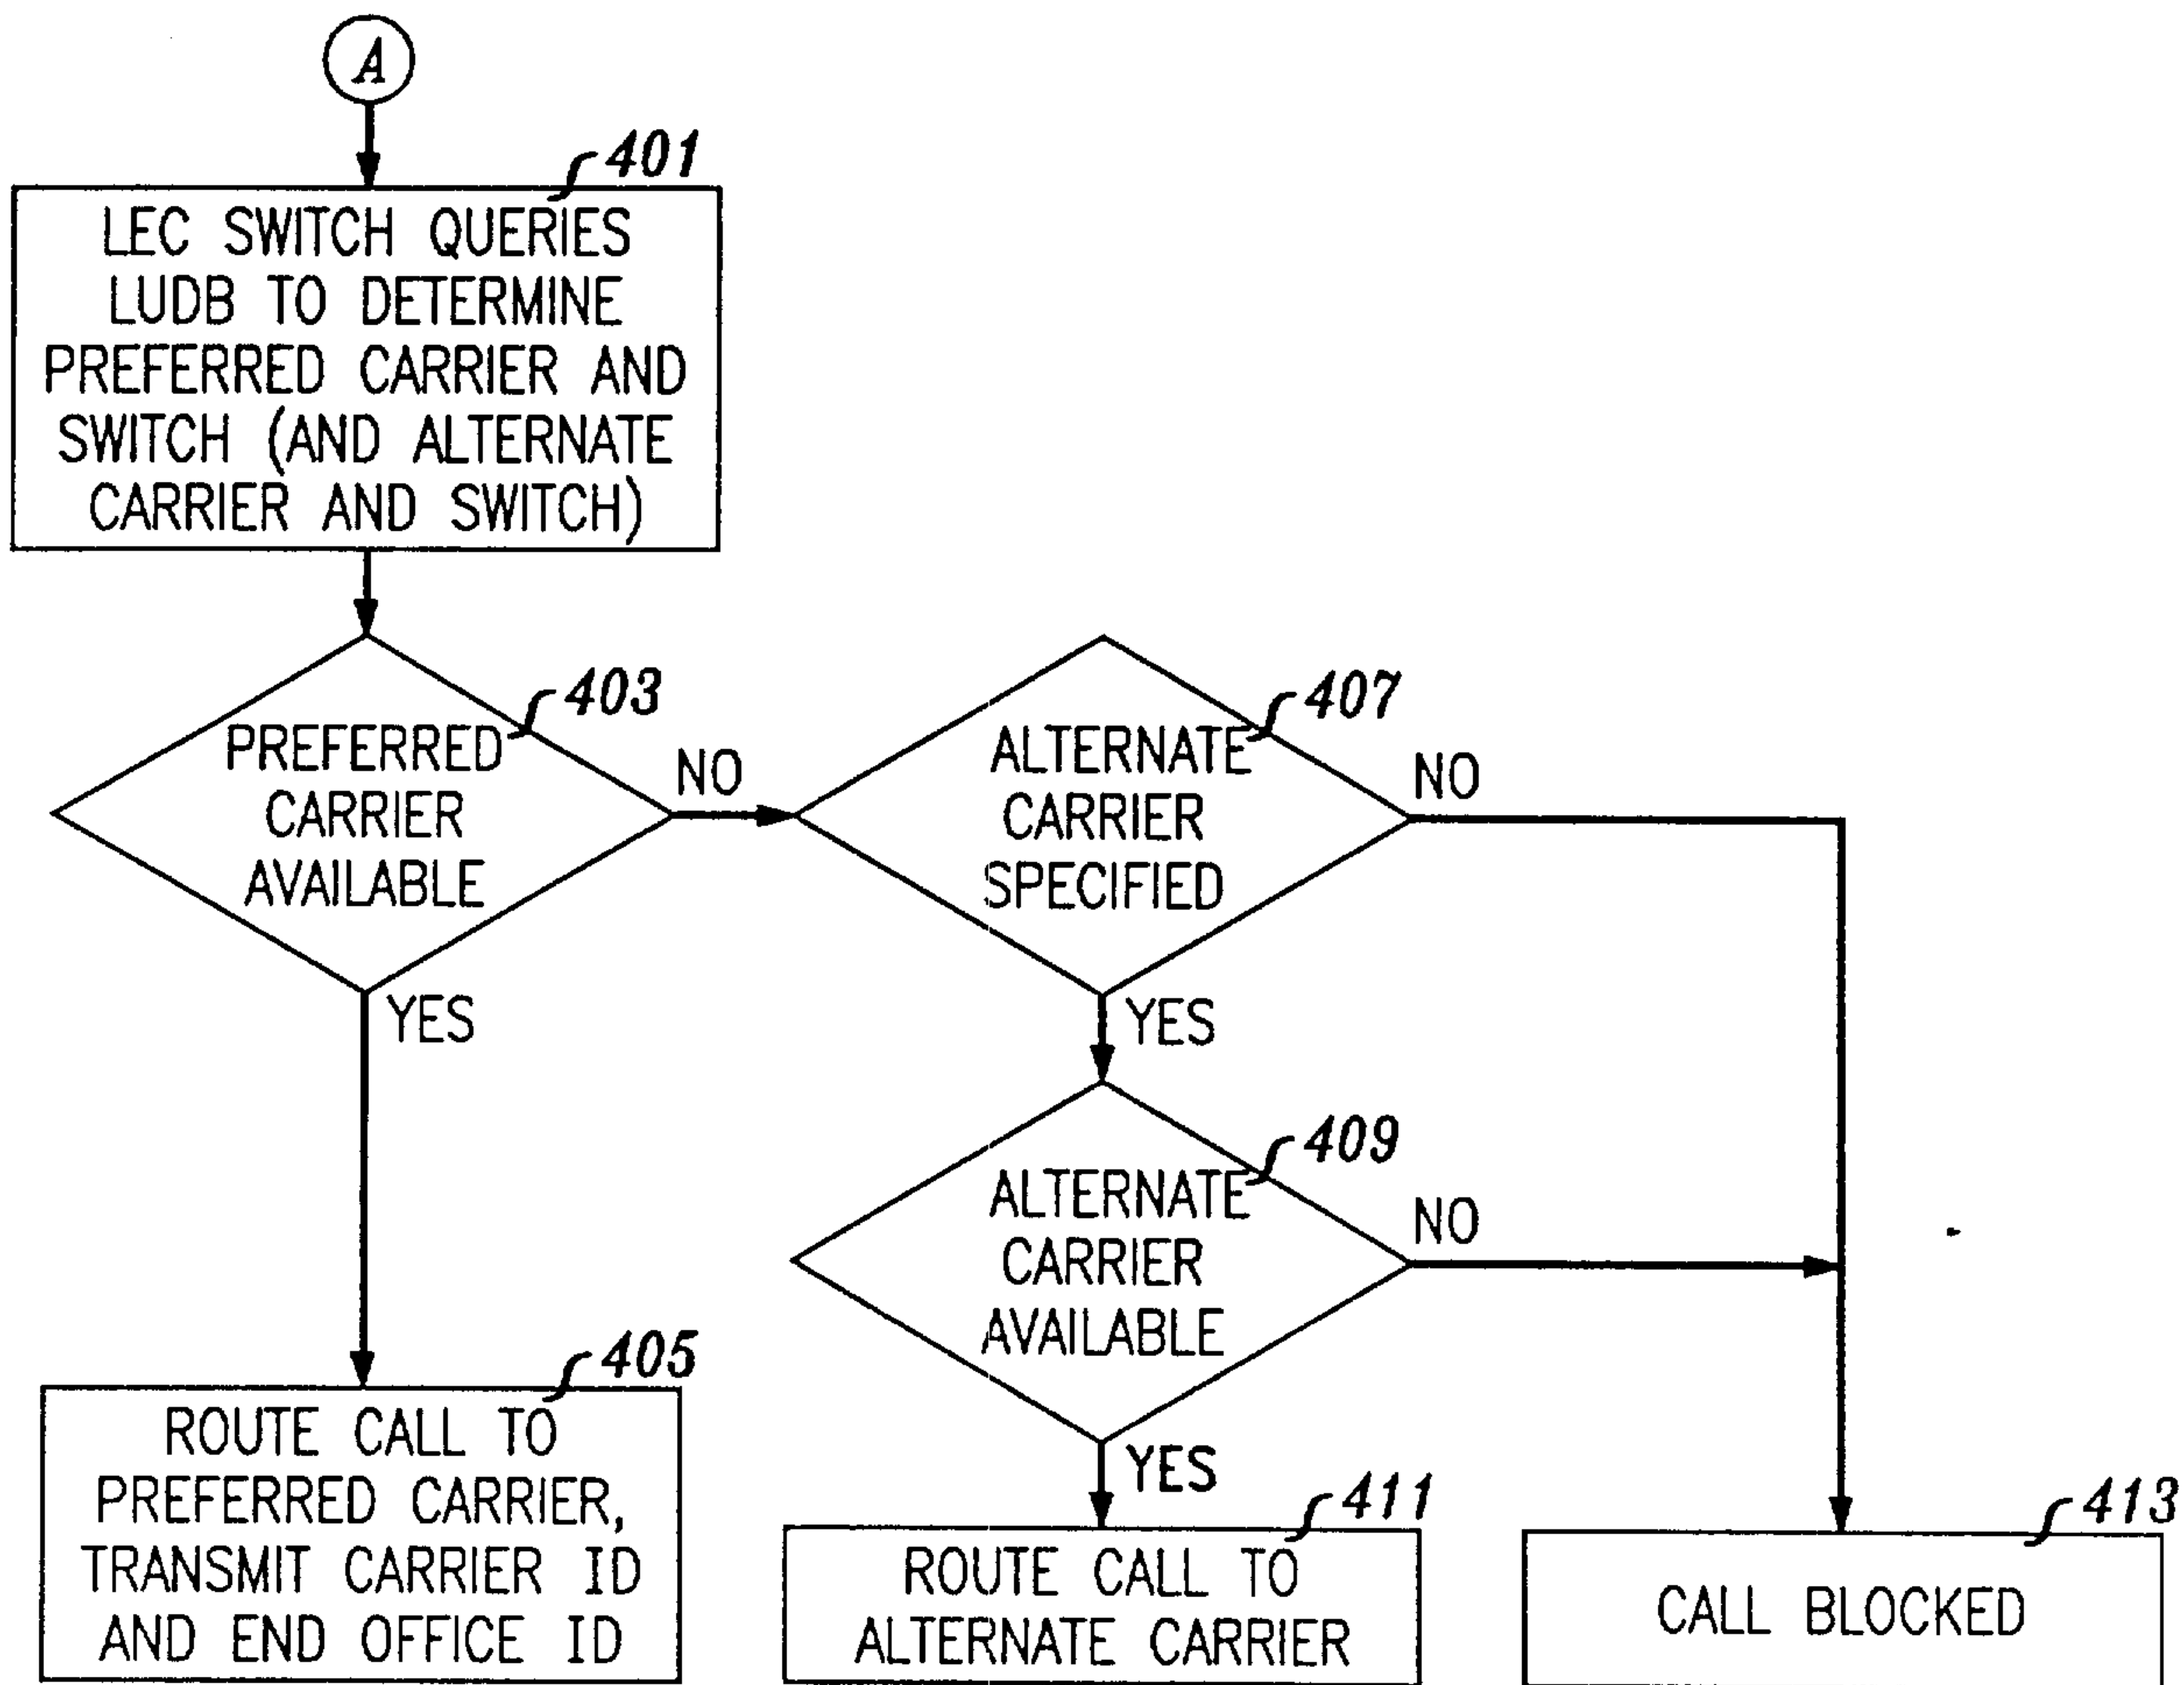 A
401
LEC SWITCH QUERIES
LUDB TO DETERMINE
PREFERRED CARRIER AND
SWITCH (AND ALTERNATE
CARRIER AND SWITCH)
403
PREFERRED
CARRIER
AVAILABLE
NO
YES
407
ALTERNATE
CARRIER
SPECIFIED
NO
YES
409
ALTERNATE
CARRIER
AVAILABLE
NO
YES
405
ROUTE CALL TO
PREFERRED CARRIER,
TRANSMIT CARRIER ID
AND END OFFICE ID
411
ROUTE CALL TO
ALTERNATE CARRIER
413
CALL BLOCKED